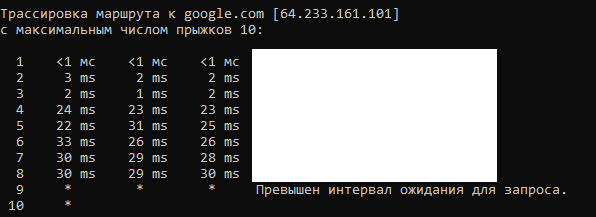 Трассировка маршрута к google.com [64.233.161.101]
с максимальным числом прыжков 10:
1 <1 мс <1 мс <1 мс
2 3 ms 2 ms 2 ms
3 2 ms 1 ms 2 ms
4 24 ms 23 ms 23 ms
5 22 ms 31 ms 25 ms
6 33 ms 26 ms 26 ms
7 30 ms 29 ms 28 ms
8 30 ms 29 ms 30 ms
9 * * * Превышен интервал ожидания для запроса.
10 *